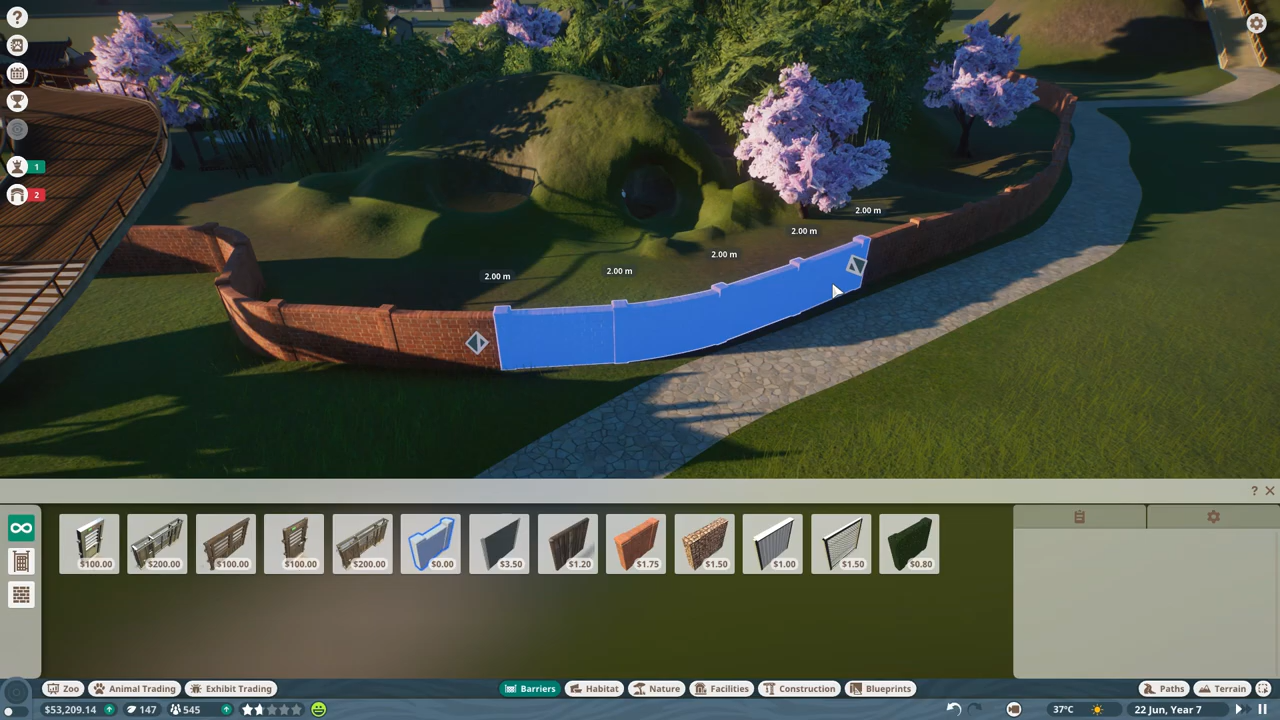 1
2
2.00 m
2.00 m
2.00 m
2.00 m
2.00 m
?
$100.00
$200.00
$100.00
$100.00
$200.00
$0.00
$3.50
$1.20
$1.75
$1.50
$1.00
$1.50
$0.80
Zoo
Animal Trading
Exhibit Trading
Barriers
Habitat
Nature
Facilities
Construction
Blueprints
Paths
Terrain
$53,209.14
147
545
37°C
22 Jun, Year 7